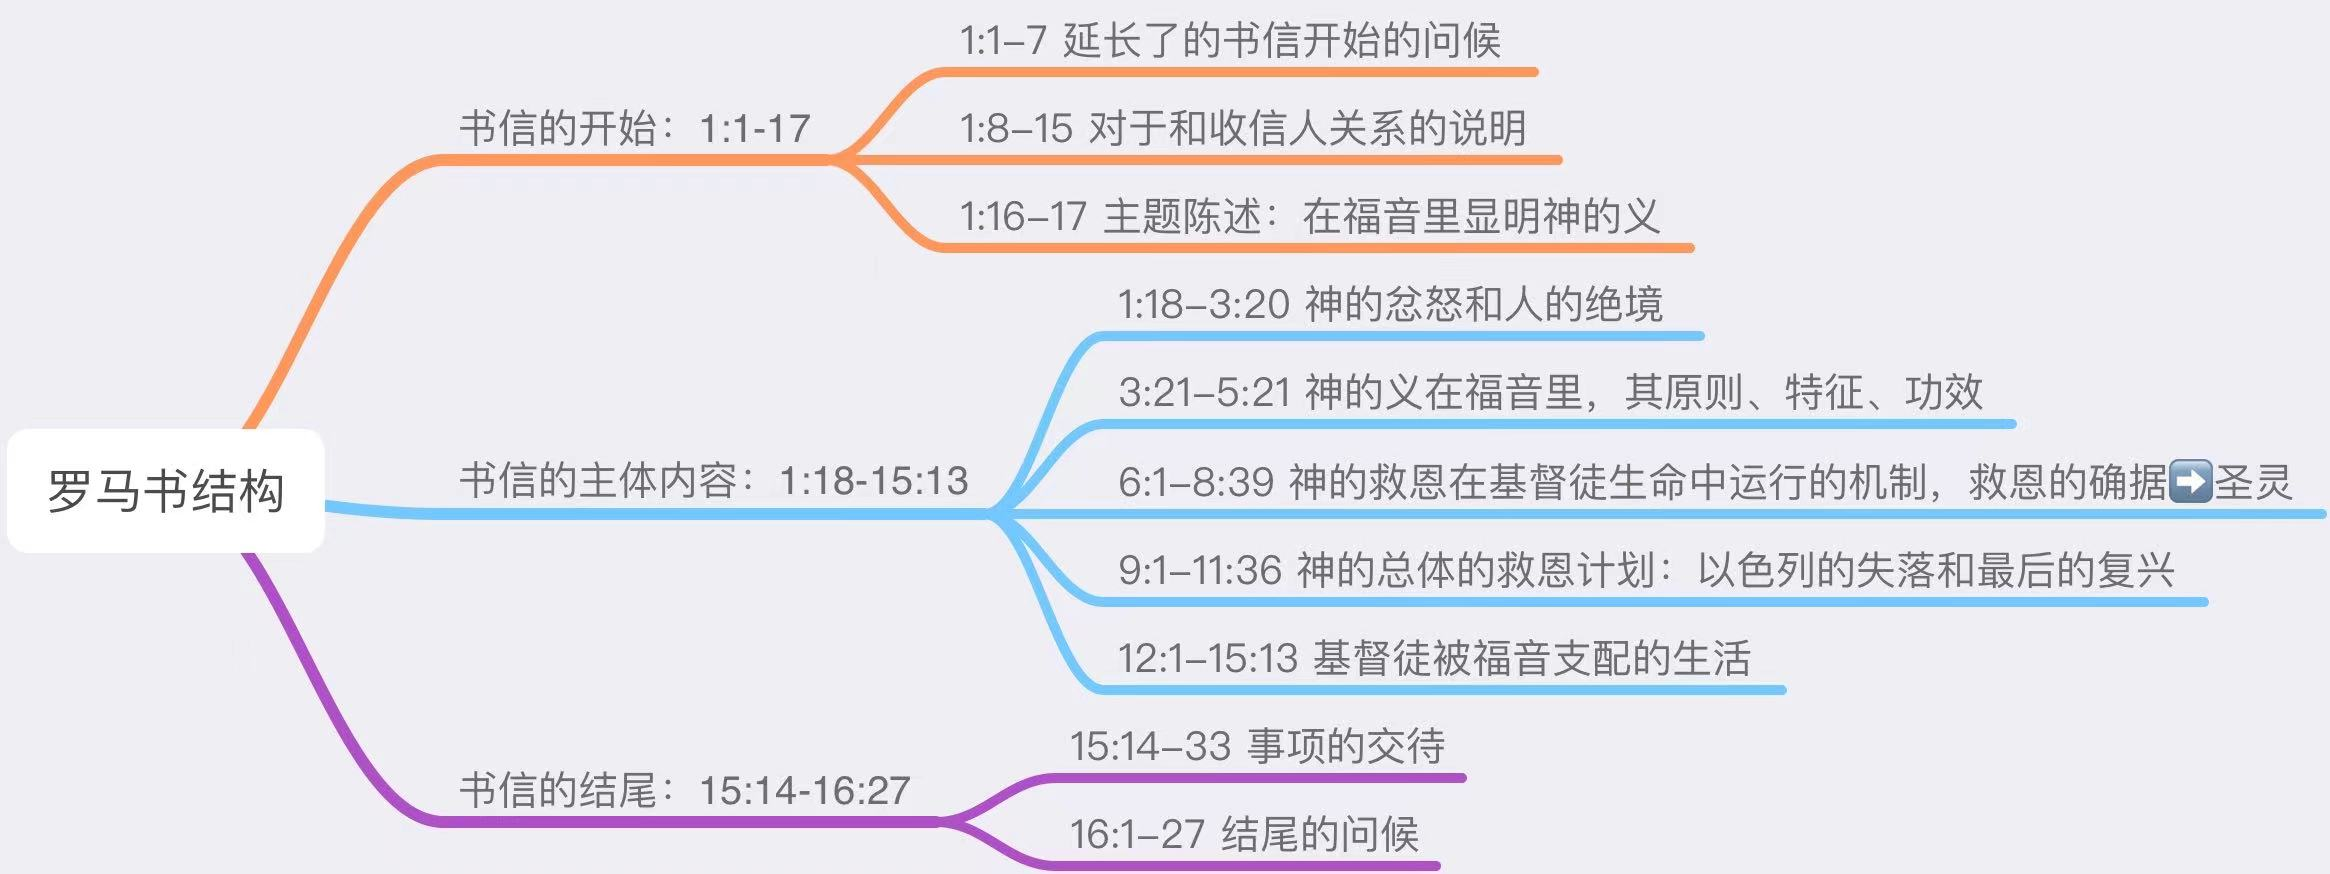 罗马书结构
书信的开始：1:1-17
1:1–7 延长了的书信开始的问候
1:8–15 对于和收信人关系的说明
1:16–17 主题陈述：在福音里显明神的义
书信的主体内容：1:18-15:13
1:18–3:20 神的忿怒和人的绝境
3:21–5:21 神的义在福音里，其原则、特征、功效
6:1–8:39 神的救恩在基督徒生命中运行的机制，救恩的确据➡️圣灵
9:1–11:36 神的总体的救恩计划：以色列的失落和最后的复兴
12:1–15:13 基督徒被福音支配的生活
书信的结尾：15:14-16:27
15:14–33 事项的交待
16:1–27 结尾的问候